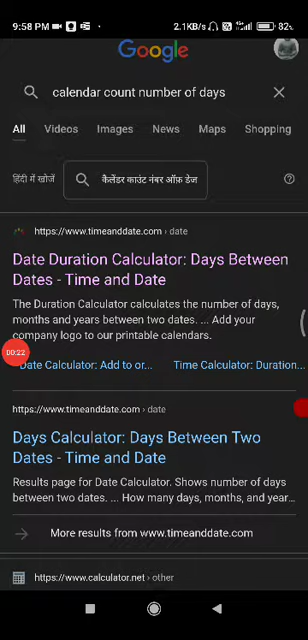 9:58 PM 2.1KB/s 82%
Google
calendar count number of days
All Videos Images News Maps Shopping
हिंदी में खोजें कैलेंडर काउंट नंबर ऑफ़ डेज
https://www.timeanddate.com › date
Date Duration Calculator: Days Between
Dates - Time and Date
The Duration Calculator calculates the number of days,
months and years between two dates. ... Add your
company logo to our printable calendars.
00:22
Date Calculator: Add to or... Time Calculator: Duration...
https://www.timeanddate.com › date
Days Calculator: Days Between Two
Dates - Time and Date
Results page for Date Calculator. Shows number of days
between two dates. ... How many days, months, and year...
More results from www.timeanddate.com
https://www.calculator.net › other